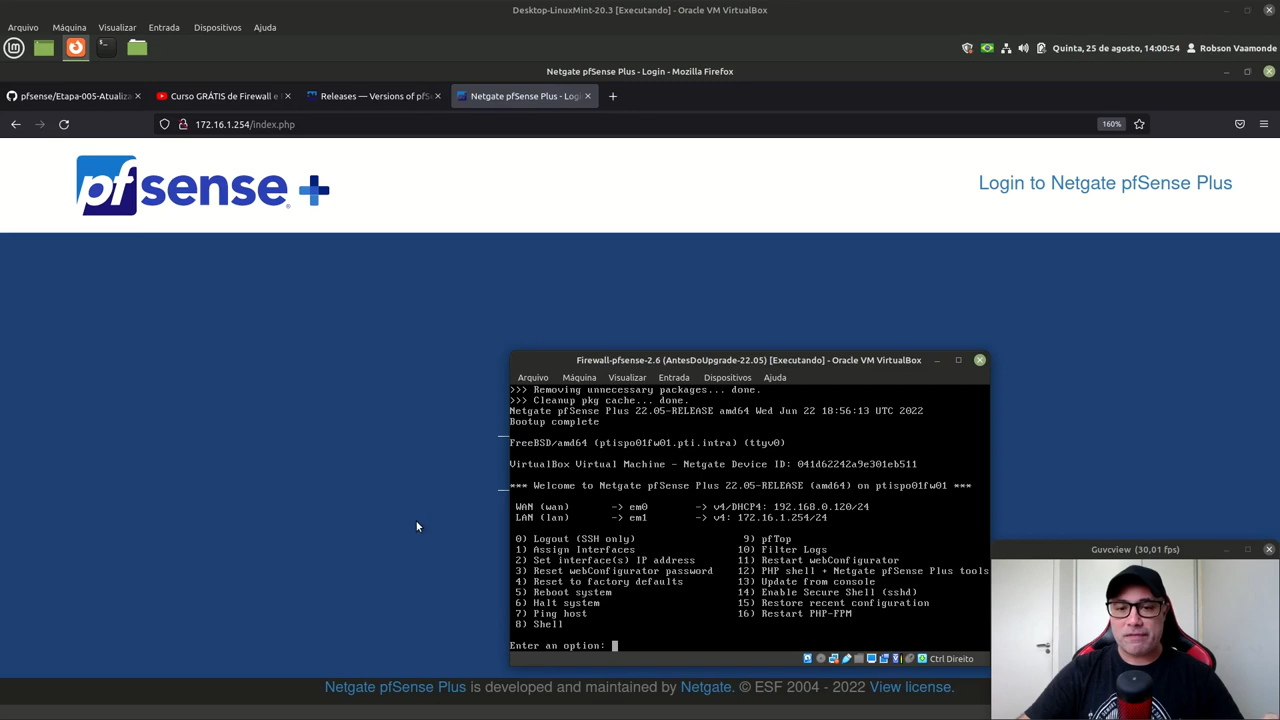 Desktop-LinuxMint-20.3 [Executando] - Oracle VM VirtualBox
Arquivo Máquina Visualizar Entrada Dispositivos Ajuda
Quinta, 25 de agosto, 14:00:54 Robson Vaamonde
Netgate pfSense Plus - Login - Mozilla Firefox
pfsense/Etapa-005-Atualiza
Curso GRÁTIS de Firewall e
Releases — Versions of pfS
Netgate pfSense Plus - Logi
172.16.1.254/index.php
160%
pfsense +
Login to Netgate pfSense Plus
Firewall-pfsense-2.6 (AntesDoUpgrade-22.05) [Executando] - Oracle VM VirtualBox
Arquivo Máquina Visualizar Entrada Dispositivos Ajuda
>>> Removing unnecessary packages... done.
>>> Cleanup pkg cache... done.
Netgate pfSense Plus 22.05-RELEASE amd64 Wed Jun 22 18:56:13 UTC 2022
Bootup complete
FreeBSD/amd64 (ptispo01fw01.pti.intra) (ttyv0)
VirtualBox Virtual Machine - Netgate Device ID: 041d62242a9e301eb511
*** Welcome to Netgate pfSense Plus 22.05-RELEASE (amd64) on ptispo01fw01 ***
WAN (wan) -> em0 -> v4/DHCP4: 192.168.0.120/24
LAN (lan) -> em1 -> v4: 172.16.1.254/24
0) Logout (SSH only) 9) pfTop
1) Assign Interfaces 10) Filter Logs
2) Set interface(s) IP address 11) Restart webConfigurator
3) Reset webConfigurator password 12) PHP shell + Netgate pfSense Plus tools
4) Reset to factory defaults 13) Update from console
5) Reboot system 14) Enable Secure Shell (sshd)
6) Halt system 15) Restore recent configuration
7) Ping host 16) Restart PHP-FPM
8) Shell
Enter an option:
Ctrl Direito
Guvcview (30,01 fps)
Netgate pfSense Plus is developed and maintained by Netgate. © ESF 2004 - 2022 View license.